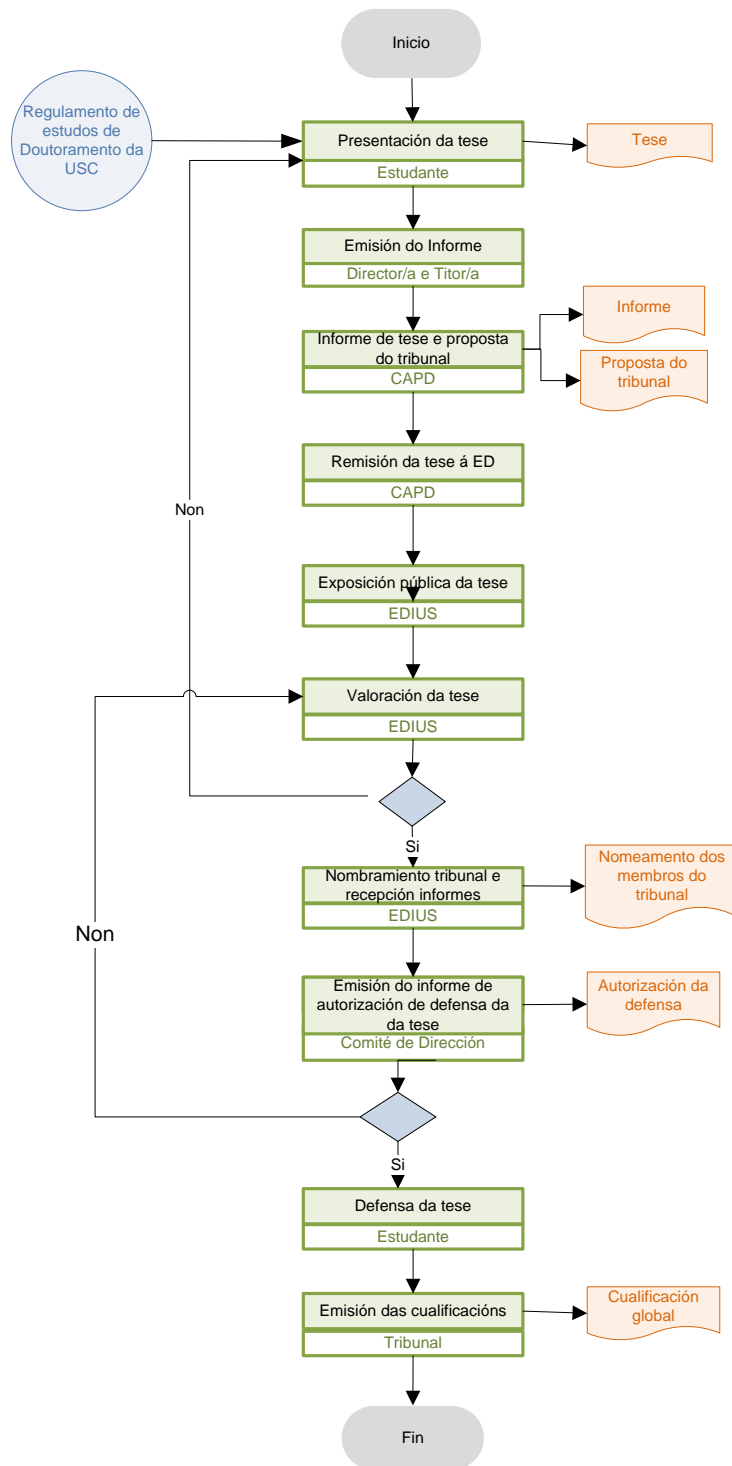 Inicio
Regulamento de
estudos de
Doutoramento da
USC
Presentación da tese
Estudante
Tese
Emisión do Informe
Director/a e Titor/a
Informe de tese e proposta
do tribunal
CAPD
Informe
Proposta do
tribunal
Remisión da tese á ED
CAPD
Non
Exposición pública da tese
EDIUS
Valoración da tese
EDIUS
Si
Nombramiento tribunal e
recepción informes
EDIUS
Nomeamento dos
membros do
tribunal
Non
Emisión do informe de
autorización de defensa da
da tese
Comité de Dirección
Autorización da
defensa
Si
Defensa da tese
Estudante
Emisión das cualificacións
Tribunal
Cualificación
global
Fin